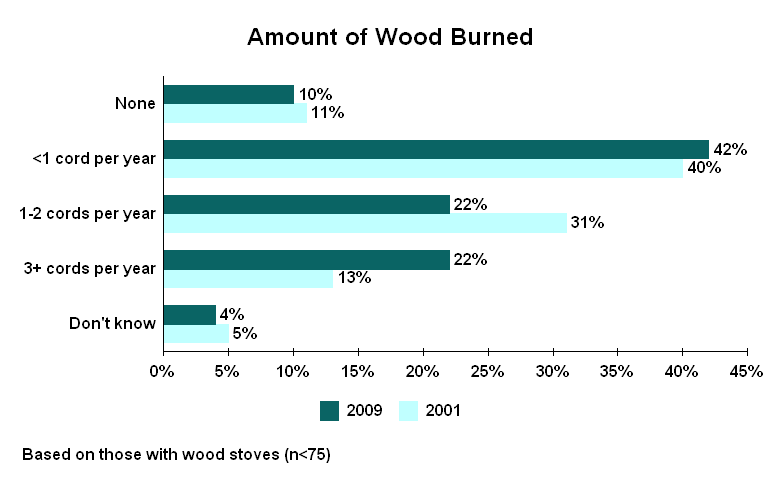 Amount of Wood Burned
None
10%
11%
<1 cord per year
42%
40%
1-2 cords per year
22%
31%
3+ cords per year
22%
13%
Don't know
4%
5%
0% 5% 10% 15% 20% 25% 30% 35% 40% 45%
2009 2001
Based on those with wood stoves (n<75)